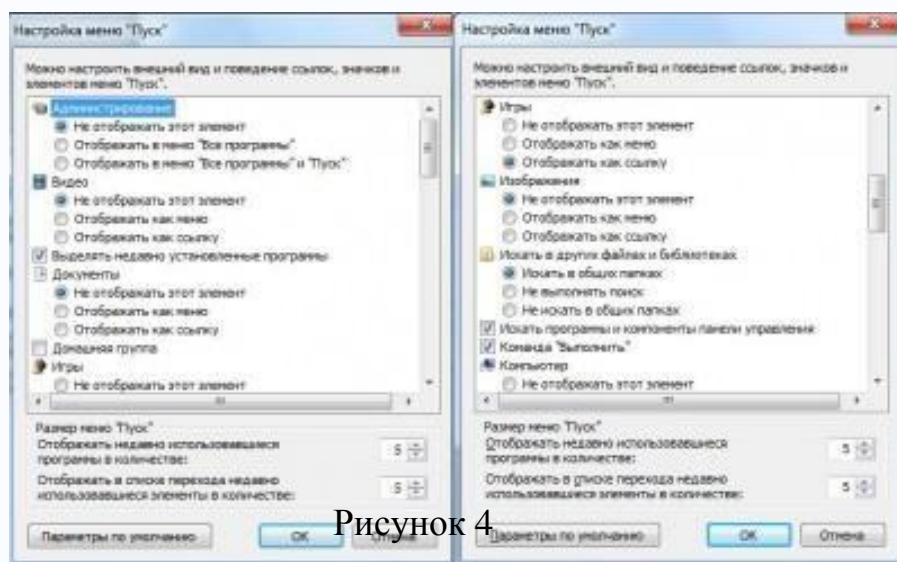 Настройка меню "Пуск"
Можно настроить внешний вид и поведение ссылок, значков и
элементов меню "Пуск".
Администрирование
Не отображать этот элемент
Отображать в меню "Все программы"
Отображать в меню "Все программы" и "Пуск"
Видео
Не отображать этот элемент
Отображать как меню
Отображать как ссылку
Выделять недавно установленные программы
Документы
Не отображать этот элемент
Отображать как меню
Отображать как ссылку
Домашняя группа
Игры
Не отображать этот элемент
Размер меню "Пуск"
Отображать недавно использовавшиеся
программы в количестве:
5
Отображать в списке перехода недавно
использовавшиеся элементы в количестве:
5
Параметры по умолчанию
ОК
Отмена
Настройка меню "Пуск"
Можно настроить внешний вид и поведение ссылок, значков и
элементов меню "Пуск".
Игры
Не отображать этот элемент
Отображать как меню
Отображать как ссылку
Изображения
Не отображать этот элемент
Отображать как меню
Отображать как ссылку
Искать в других файлах и библиотеках
Искать в общих папках
Не выполнять поиск
Не искать в общих папках
Искать программы и компоненты панели управления
Команда "Выполнить"
Компьютер
Не отображать этот элемент
Размер меню "Пуск"
Отображать недавно использовавшиеся
программы в количестве:
5
Отображать в списке перехода недавно
использовавшиеся элементы в количестве:
5
Параметры по умолчанию
ОК
Отмена
Рисунок 4